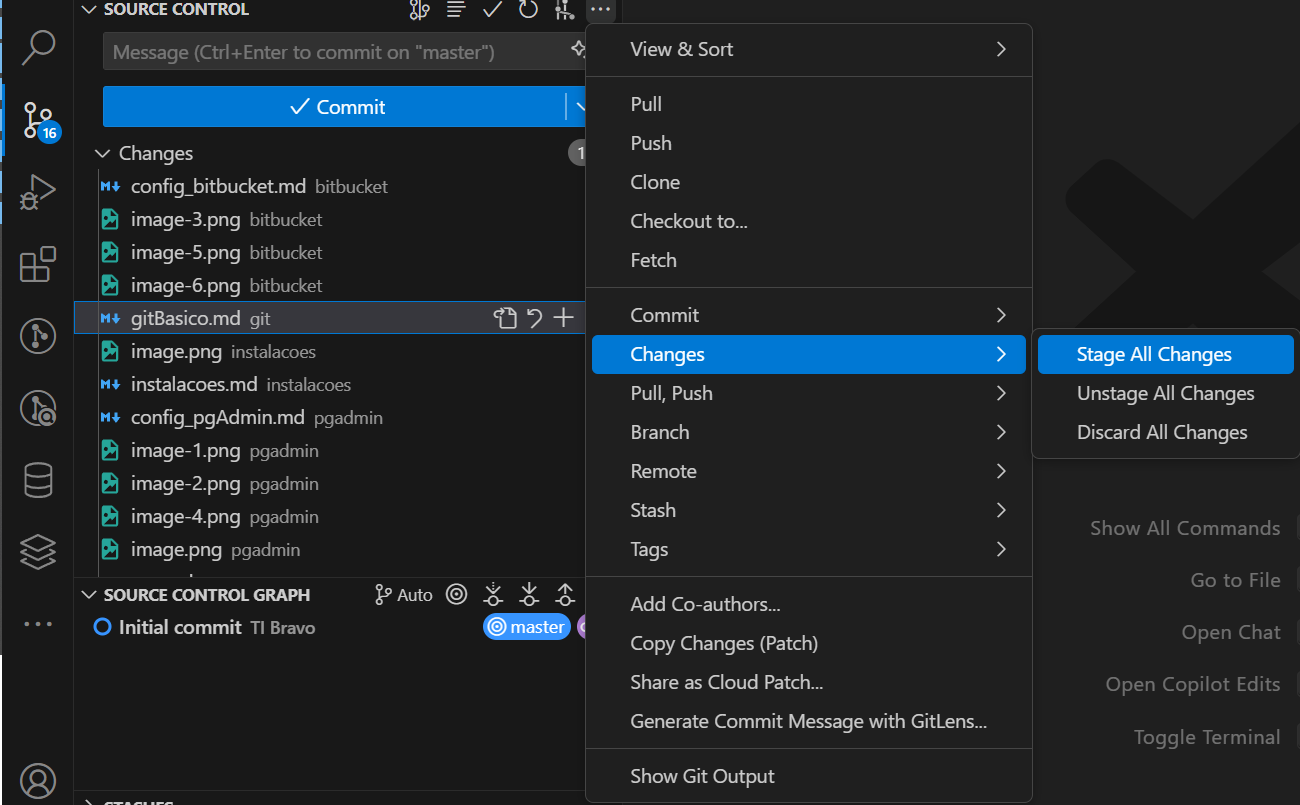 SOURCE CONTROL
Message (Ctrl+Enter to commit on "master")
Commit
16
Changes
1
config_bitbucket.md bitbucket
image-3.png bitbucket
image-5.png bitbucket
image-6.png bitbucket
gitBasico.md git
image.png instalacoes
instalacoes.md instalacoes
config_pgAdmin.md pgadmin
image-1.png pgadmin
image-2.png pgadmin
image-4.png pgadmin
image.png pgadmin
SOURCE CONTROL GRAPH Auto
Initial commit TI Bravo master
View & Sort
Pull
Push
Clone
Checkout to...
Fetch
Commit
Changes
Pull, Push
Branch
Remote
Stash
Tags
Add Co-authors...
Copy Changes (Patch)
Share as Cloud Patch...
Generate Commit Message with GitLens...
Show Git Output
Stage All Changes
Unstage All Changes
Discard All Changes
Show All Commands
Go to File
Open Chat
Open Copilot Edits
Toggle Terminal